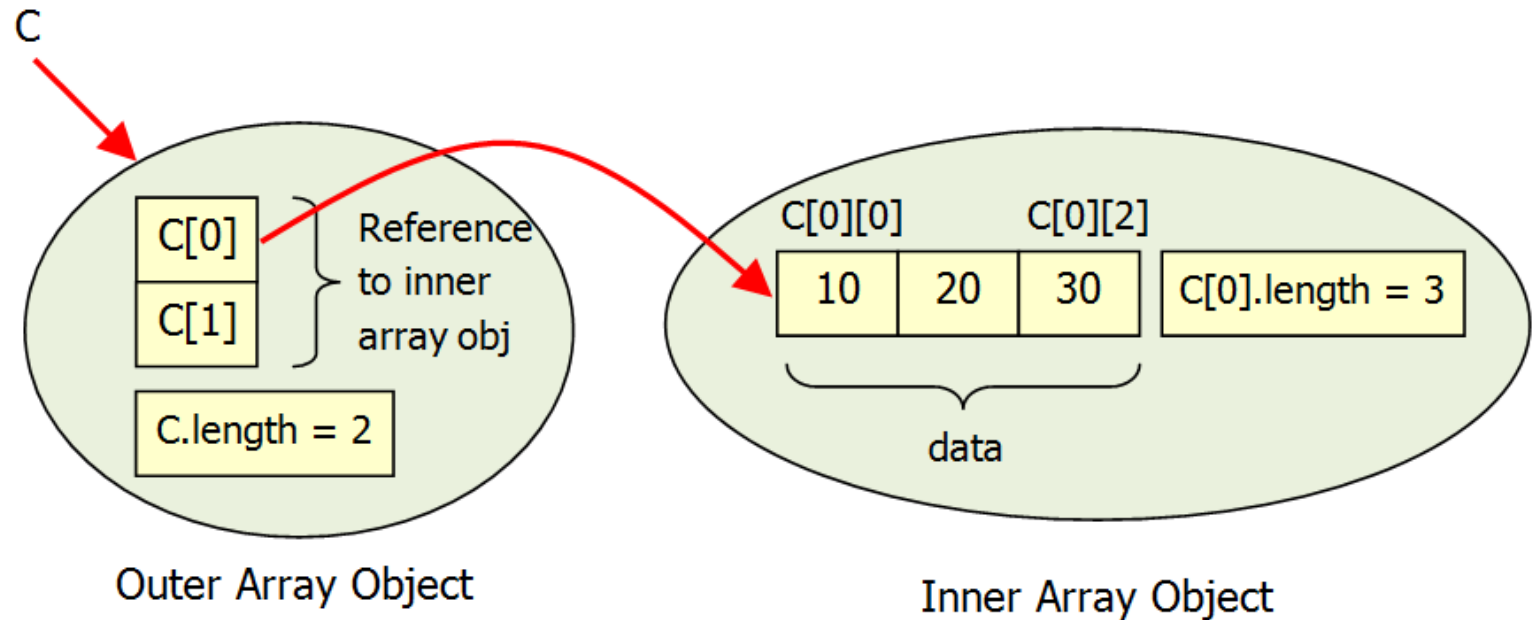 C
C[0]
C[1]
Reference
to inner
array obj
C.length = 2
Outer Array Object
C[0][0] C[0][2]
10 20 30 C[0].length = 3
data
Inner Array Object